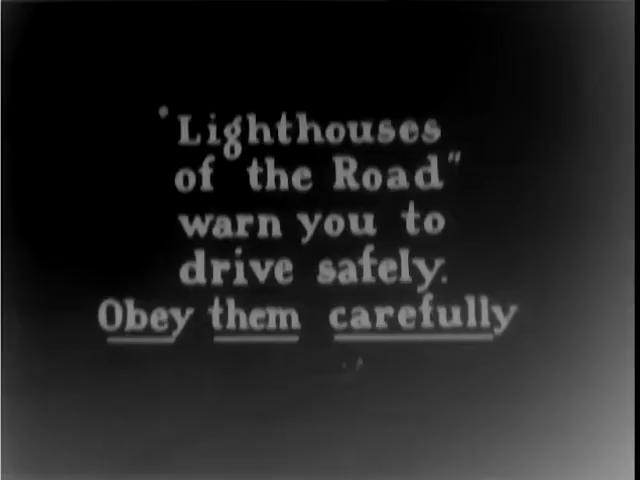 "Lighthouses
of the Road"
warn you to
drive safely.
Obey them carefully